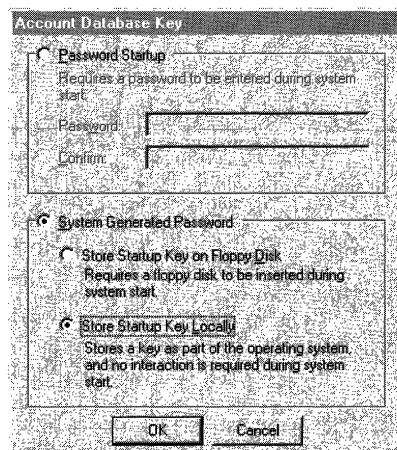 Account Database Key
Password Startup
Requires a password to be entered during system
start.
Password:
Confirm:
System Generated Password
Store Startup Key on Floppy Disk
Requires a floppy disk to be inserted during
system start.
Store Startup Key Locally
Stores a key as part of the operating system,
and no interaction is required during system
start.
OK
Cancel